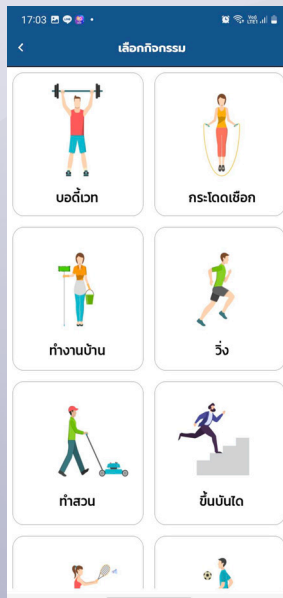 17:03
เลือกกิจกรรม
บอดี้เวท
กระโดดเชือก
ทำงานบ้าน
วิ่ง
ทำสวน
ขึ้นบันได